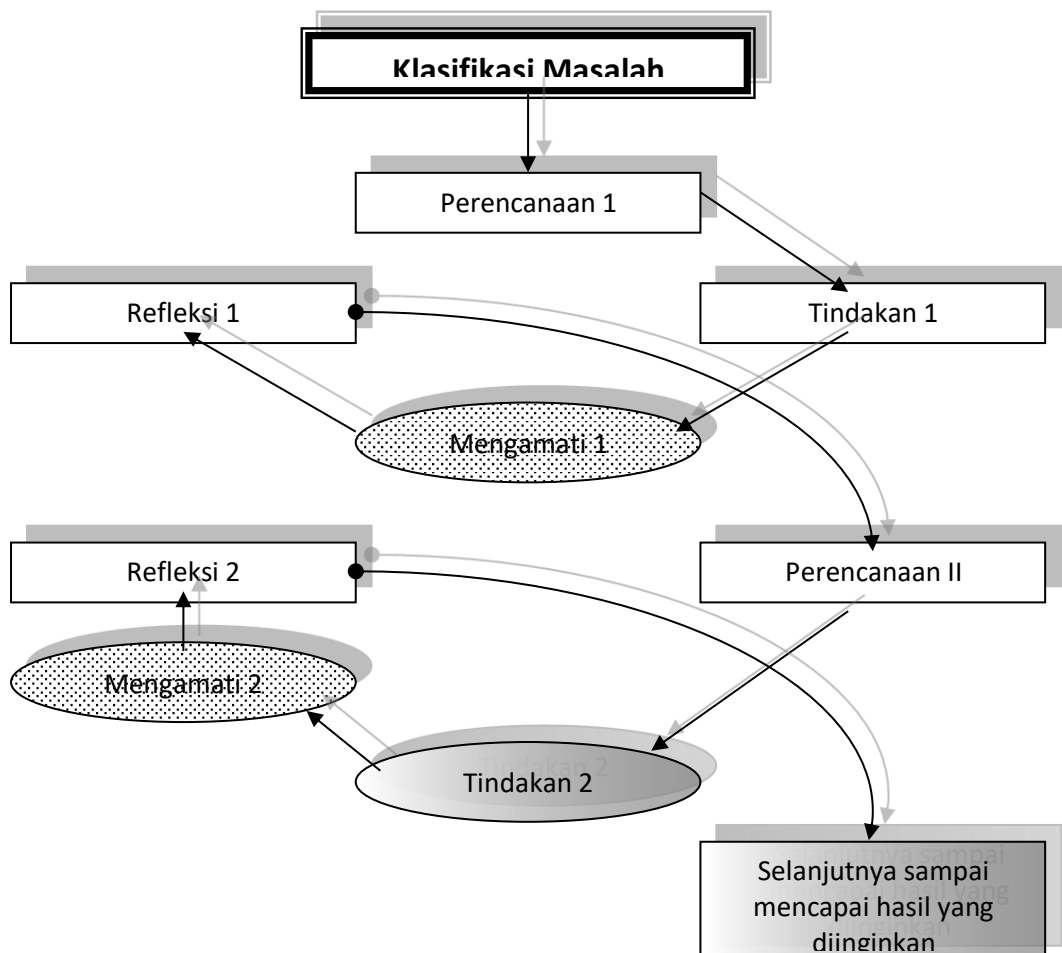 Klasifikasi Masalah
Perencanaan 1
Refleksi 1
Tindakan 1
Mengamati 1
Refleksi 2
Perencanaan II
Mengamati 2
Tindakan 2
Selanjutnya sampai
mencapai hasil yang
diinginkan